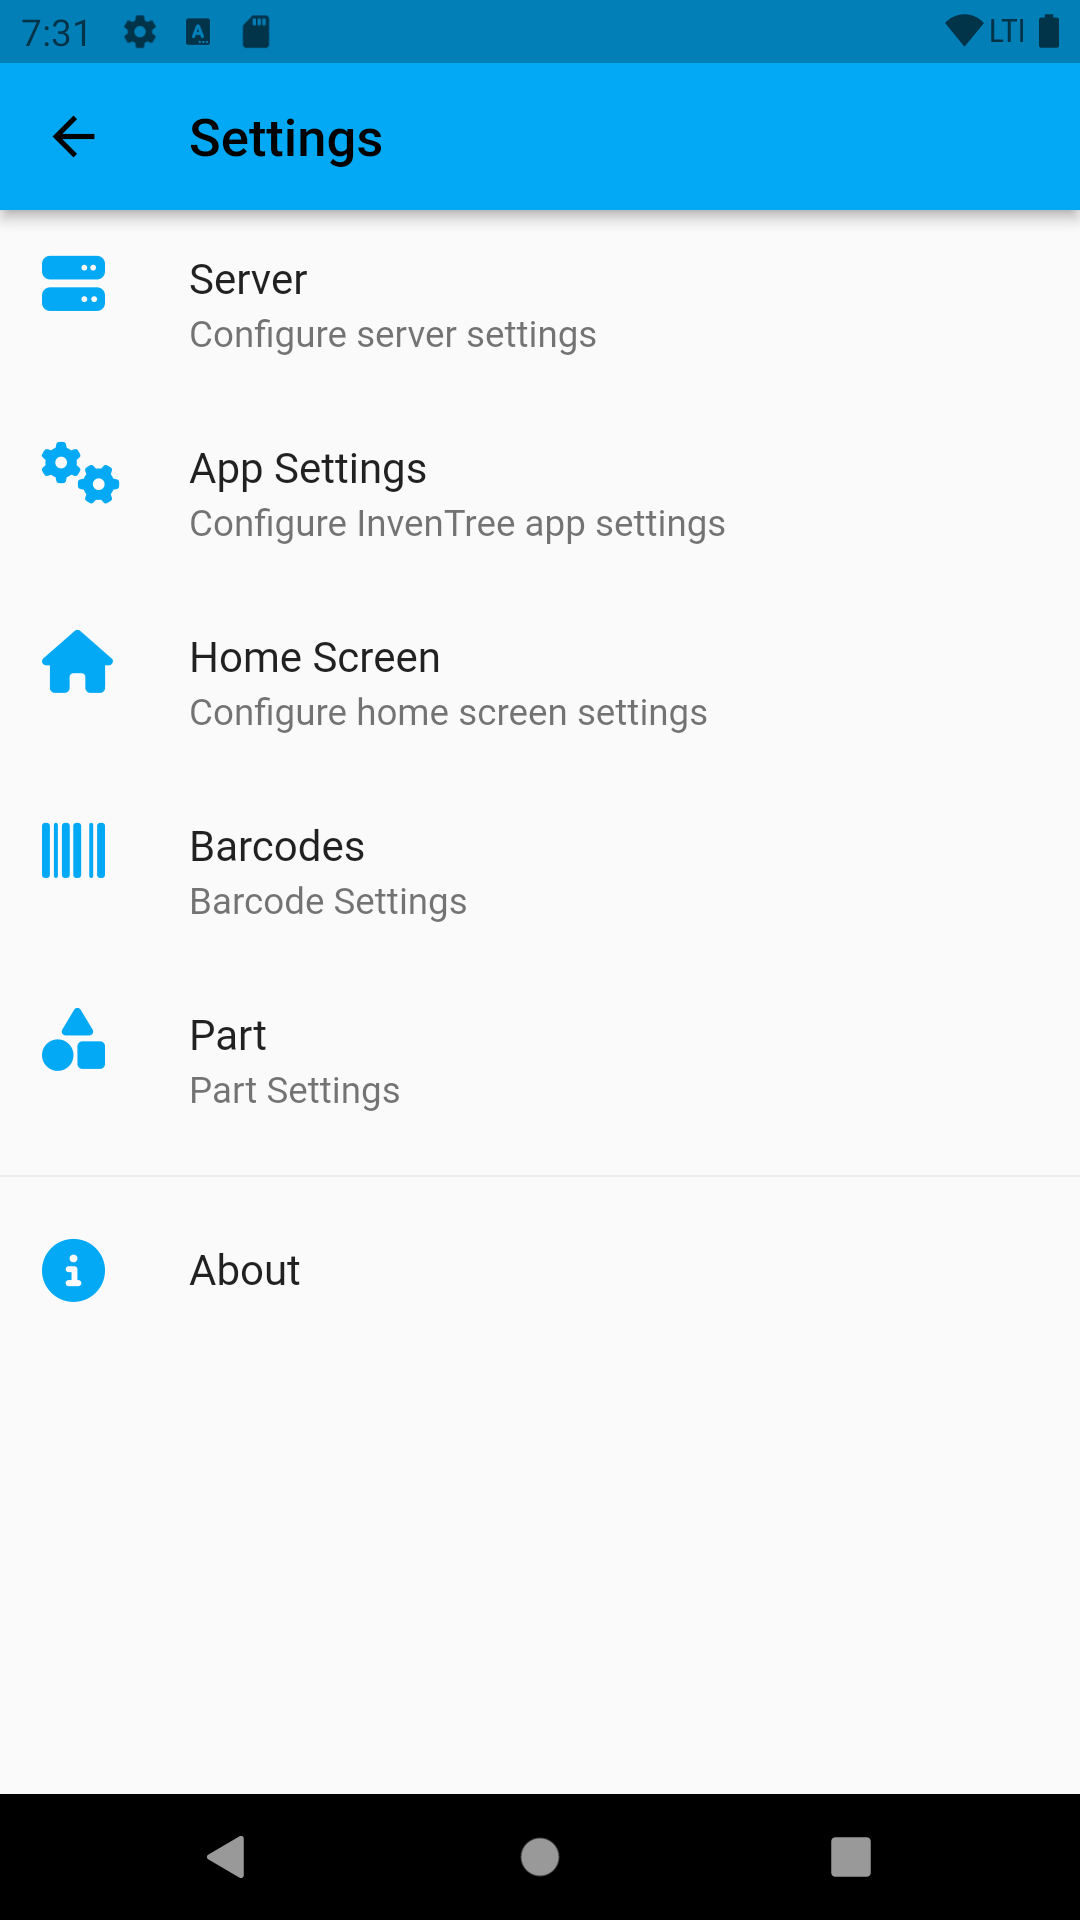 7:31
Settings
Server
Configure server settings
App Settings
Configure InvenTree app settings
Home Screen
Configure home screen settings
Barcodes
Barcode Settings
Part
Part Settings
About